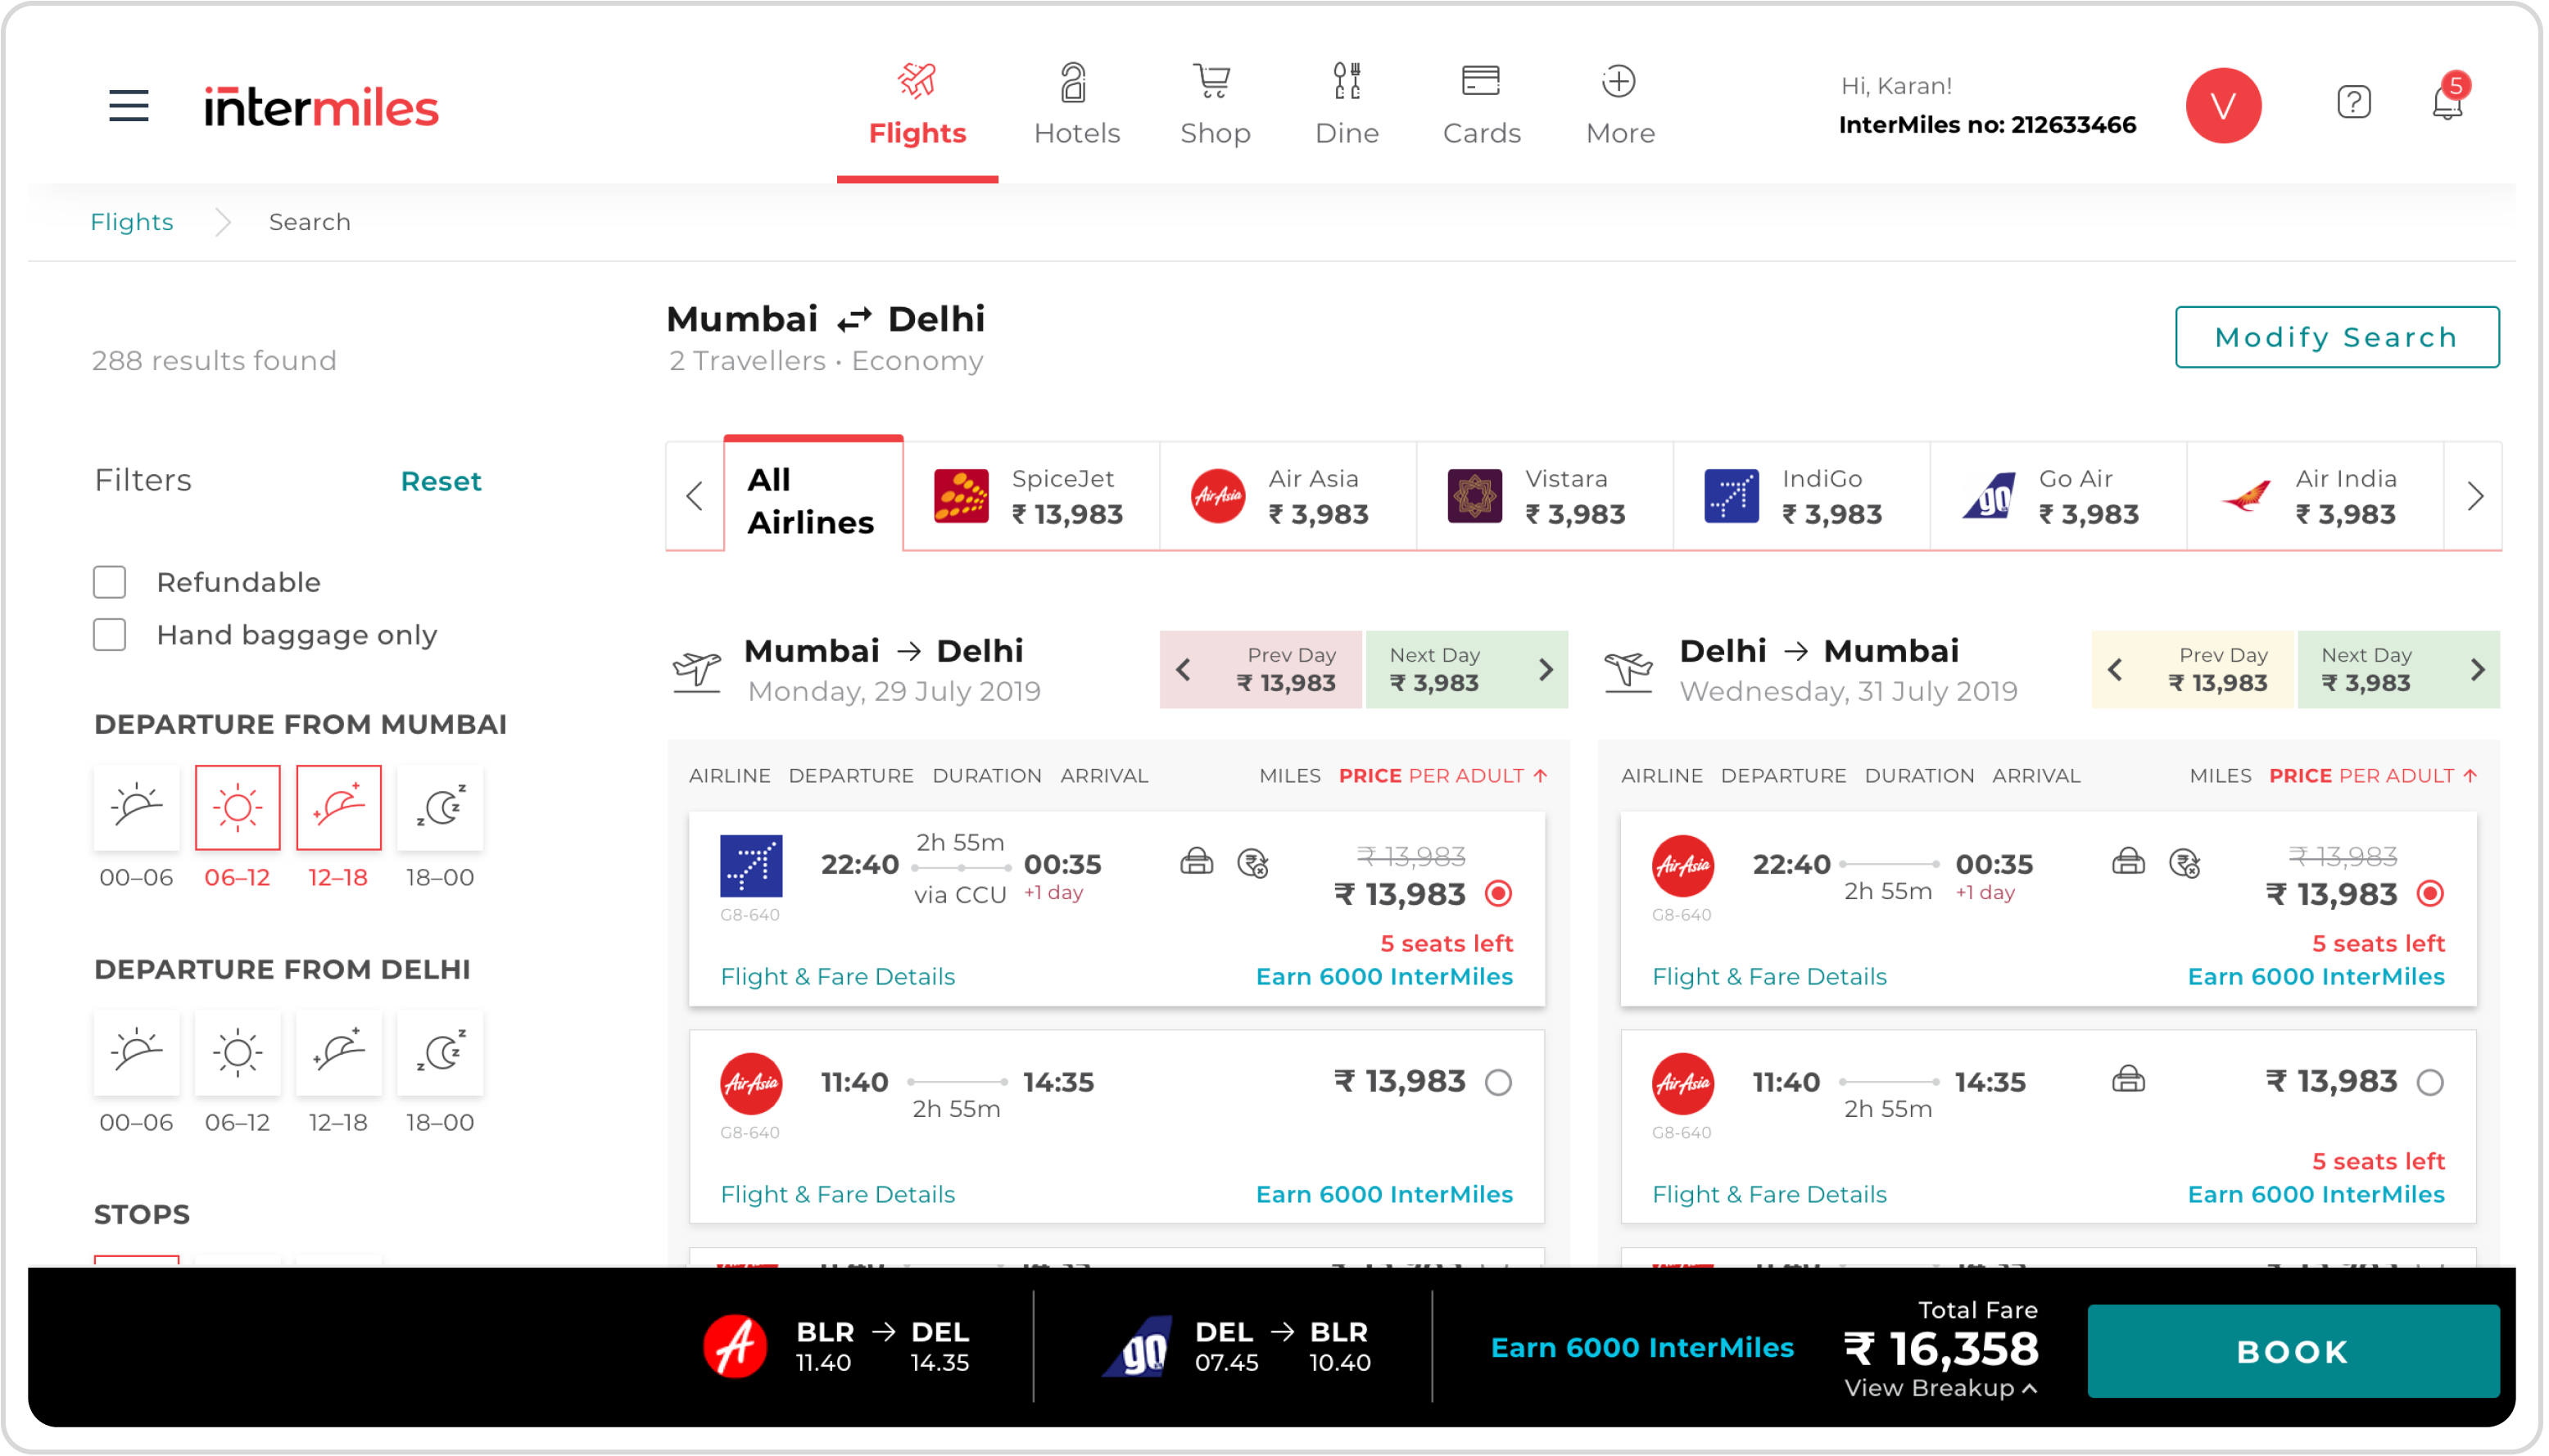 intermiles
Flights
Hotels
Shop
Dine
Cards
More
Hi, Karan!
InterMiles no: 212633466
V
?
5
Flights
Search
288 results found
Mumbai ⇄ Delhi
2 Travellers • Economy
Modify Search
Filters
Reset
Refundable
Hand baggage only
DEPARTURE FROM MUMBAI
00–06
06–12
12–18
18–00
DEPARTURE FROM DELHI
00–06
06–12
12–18
18–00
STOPS
All
Airlines
SpiceJet
₹ 13,983
AirAsia
Air Asia
₹ 3,983
Vistara
₹ 3,983
IndiGo
₹ 3,983
go
Go Air
₹ 3,983
Air India
₹ 3,983
Mumbai → Delhi
Monday, 29 July 2019
Prev Day
₹ 13,983
Next Day
₹ 3,983
AIRLINE DEPARTURE DURATION ARRIVAL MILES PRICE PER ADULT ↑
2h 55m
22:40
00:35
via CCU
+1 day
G8-640
₹ 13,983
₹ 13,983
5 seats left
Flight & Fare Details
Earn 6000 InterMiles
AirAsia
11:40
14:35
2h 55m
G8-640
₹ 13,983
Flight & Fare Details
Earn 6000 InterMiles
Delhi → Mumbai
Wednesday, 31 July 2019
Prev Day
₹ 13,983
Next Day
₹ 3,983
AIRLINE DEPARTURE DURATION ARRIVAL MILES PRICE PER ADULT ↑
AirAsia
22:40
00:35
2h 55m
+1 day
G8-640
₹ 13,983
₹ 13,983
5 seats left
Flight & Fare Details
Earn 6000 InterMiles
AirAsia
11:40
14:35
2h 55m
G8-640
₹ 13,983
5 seats left
Flight & Fare Details
Earn 6000 InterMiles
A
BLR → DEL
11.40
14.35
go
DEL → BLR
07.45
10.40
Earn 6000 InterMiles
Total Fare
₹ 16,358
View Breakup
BOOK